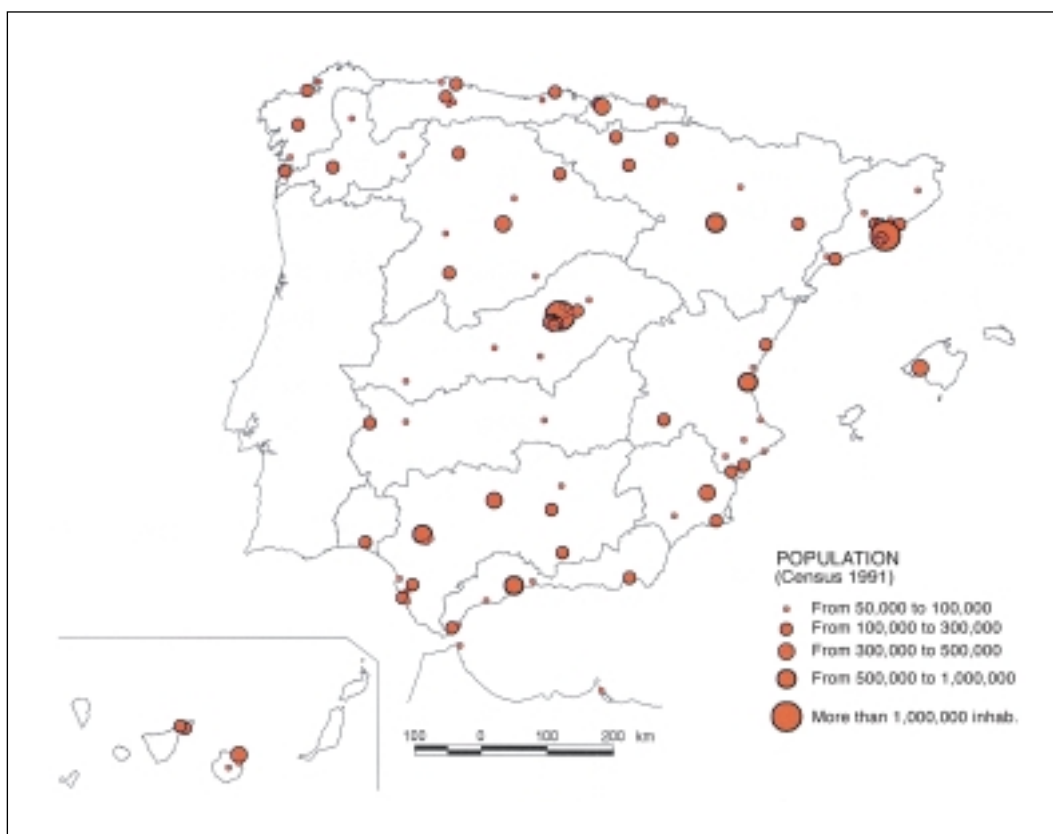 POPULATION
(Census 1991)
From 50,000 to 100,000
From 100,000 to 300,000
From 300,000 to 500,000
From 500,000 to 1,000,000
More than 1,000,000 inhab.
100 0 100 200 km